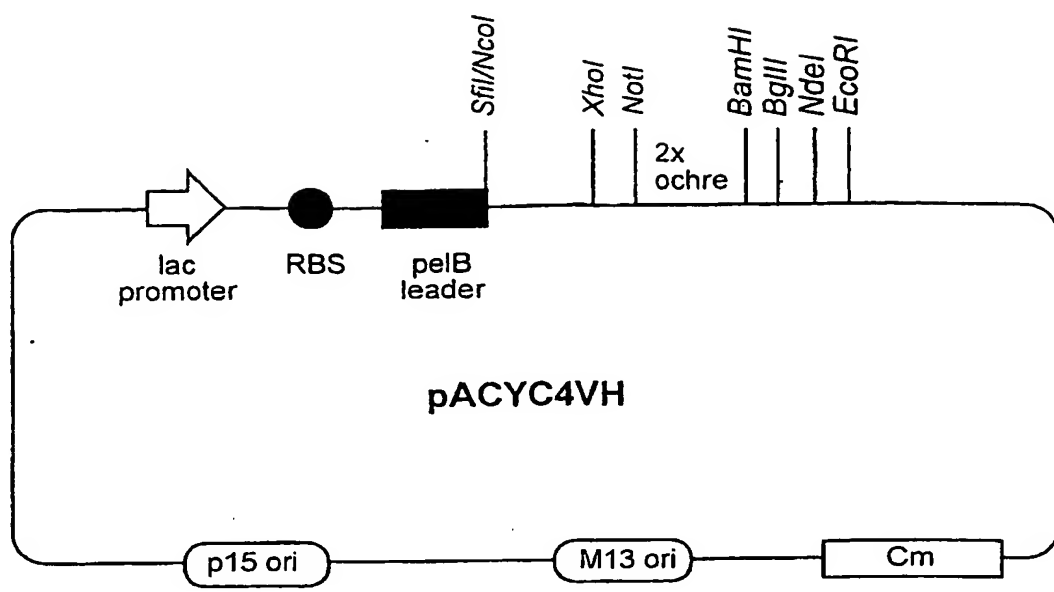 SfiI/NcoI
XhoI
NotI
2x
ochre
BamHI
BglII
NdeI
EcoRI
lac
promoter
RBS
pelB
leader
pACYC4VH
p15 ori
M13 ori
Cm